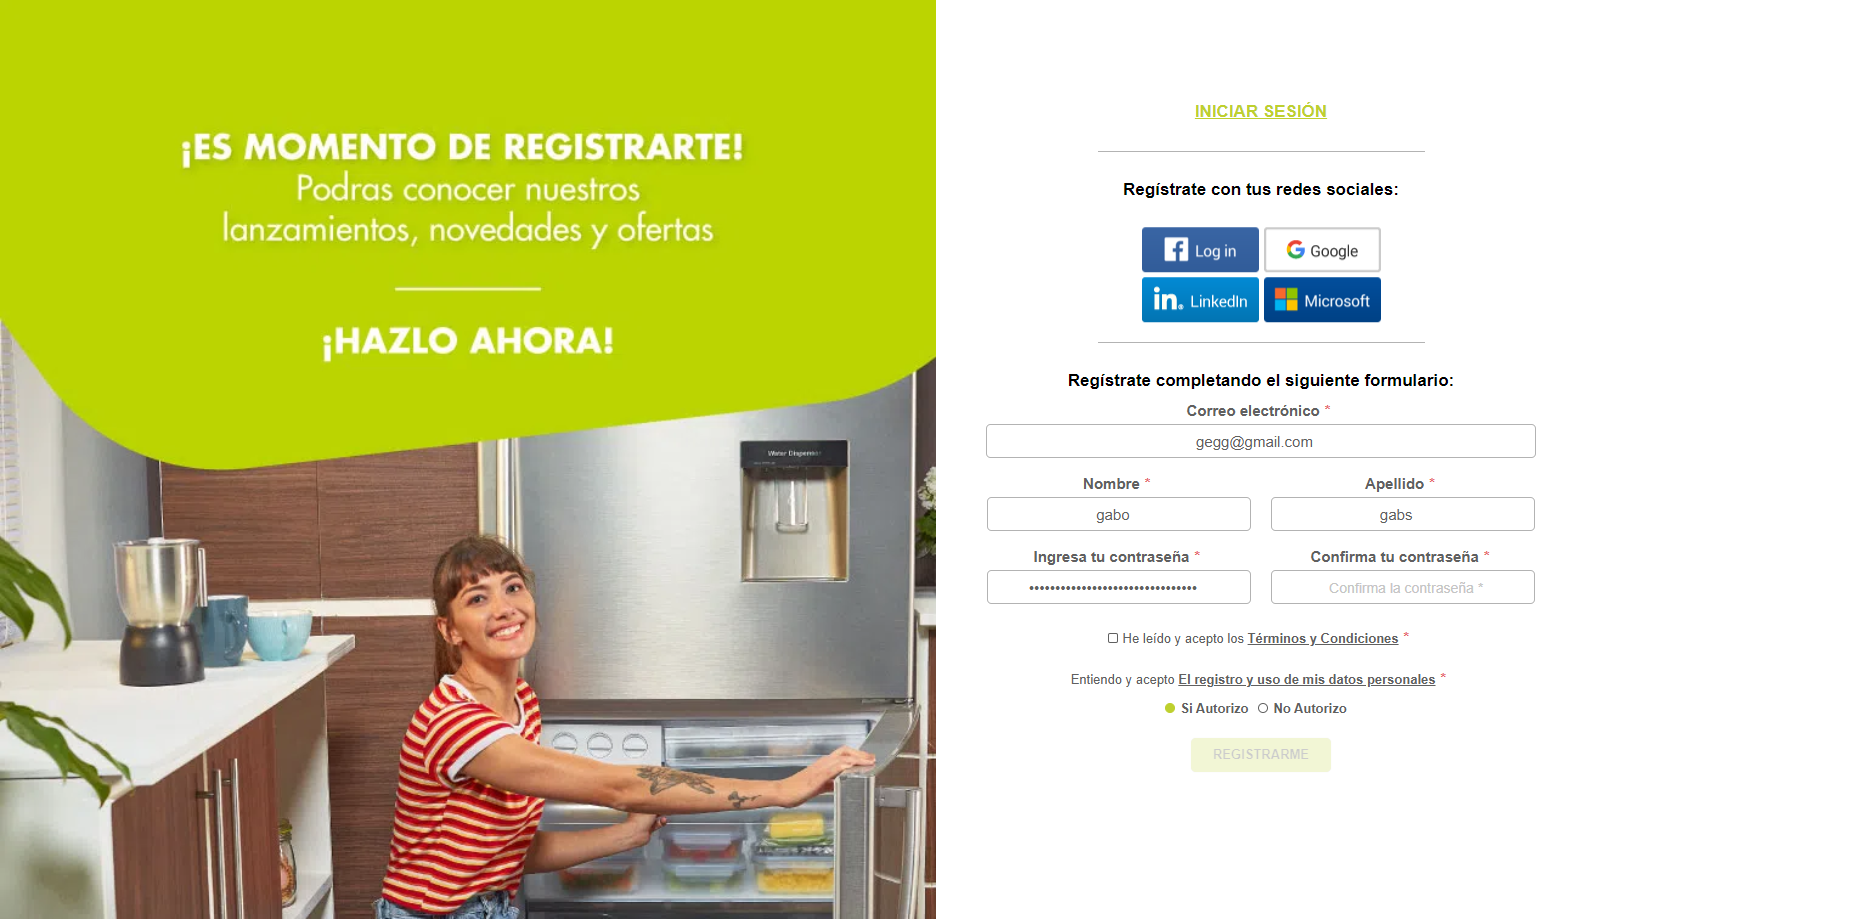 ¡ES MOMENTO DE REGISTRARTE!
Podras conocer nuestros
lanzamientos, novedades y ofertas
¡HAZLO AHORA!
Water Dispenser
INICIAR SESIÓN
Regístrate con tus redes sociales:
Log in
Google
LinkedIn
Microsoft
Regístrate completando el siguiente formulario:
Correo electrónico *
gegg@gmail.com
Nombre * Apellido *
gabo gabs
Ingresa tu contraseña * Confirma tu contraseña *
•••••••••••••••••••••••••••••••• Confirma la contraseña *
He leído y acepto los Términos y Condiciones *
Entiendo y acepto El registro y uso de mis datos personales *
Si Autorizo No Autorizo
REGISTRARME